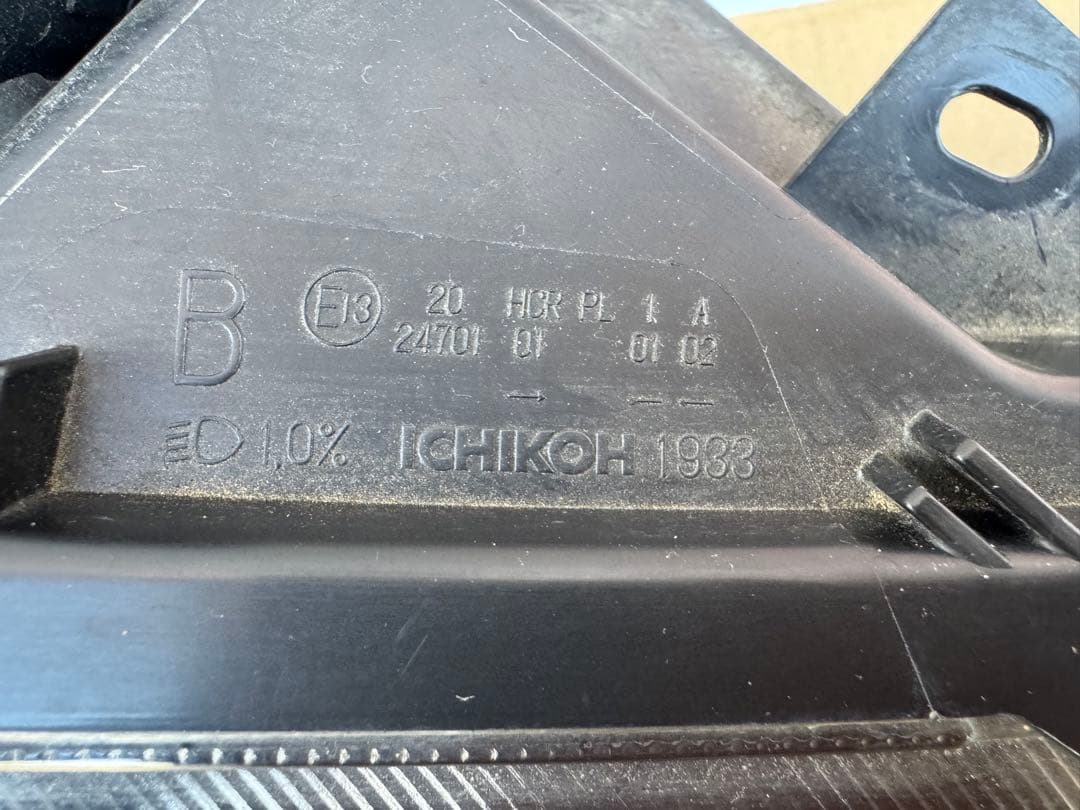 B E13 20 HCR PL 1 A
24701 01 01 02
→ ← ←
1,0% ICHIKOH 1933